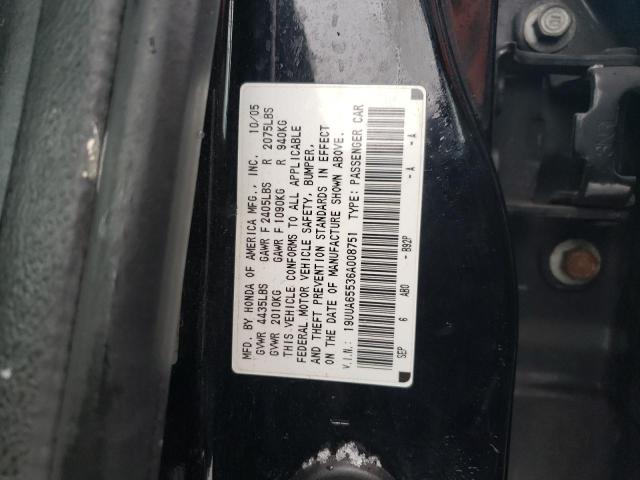 MFD. BY HONDA OF AMERICA MFG., INC. 10/05
GVWR 4435LBS GAWR F 2405LBS R 2075LBS
GVWR 2010KG GAWR F 1090KG R 940KG
THIS VEHICLE CONFORMS TO ALL APPLICABLE
FEDERAL MOTOR VEHICLE SAFETY, BUMPER,
AND THEFT PREVENTION STANDARDS IN EFFECT
ON THE DATE OF MANUFACTURE SHOWN ABOVE.
V.I.N.: 19UUA65536A008751 TYPE: PASSENGER CAR
SEP 6 AB0 - B92P - A - A